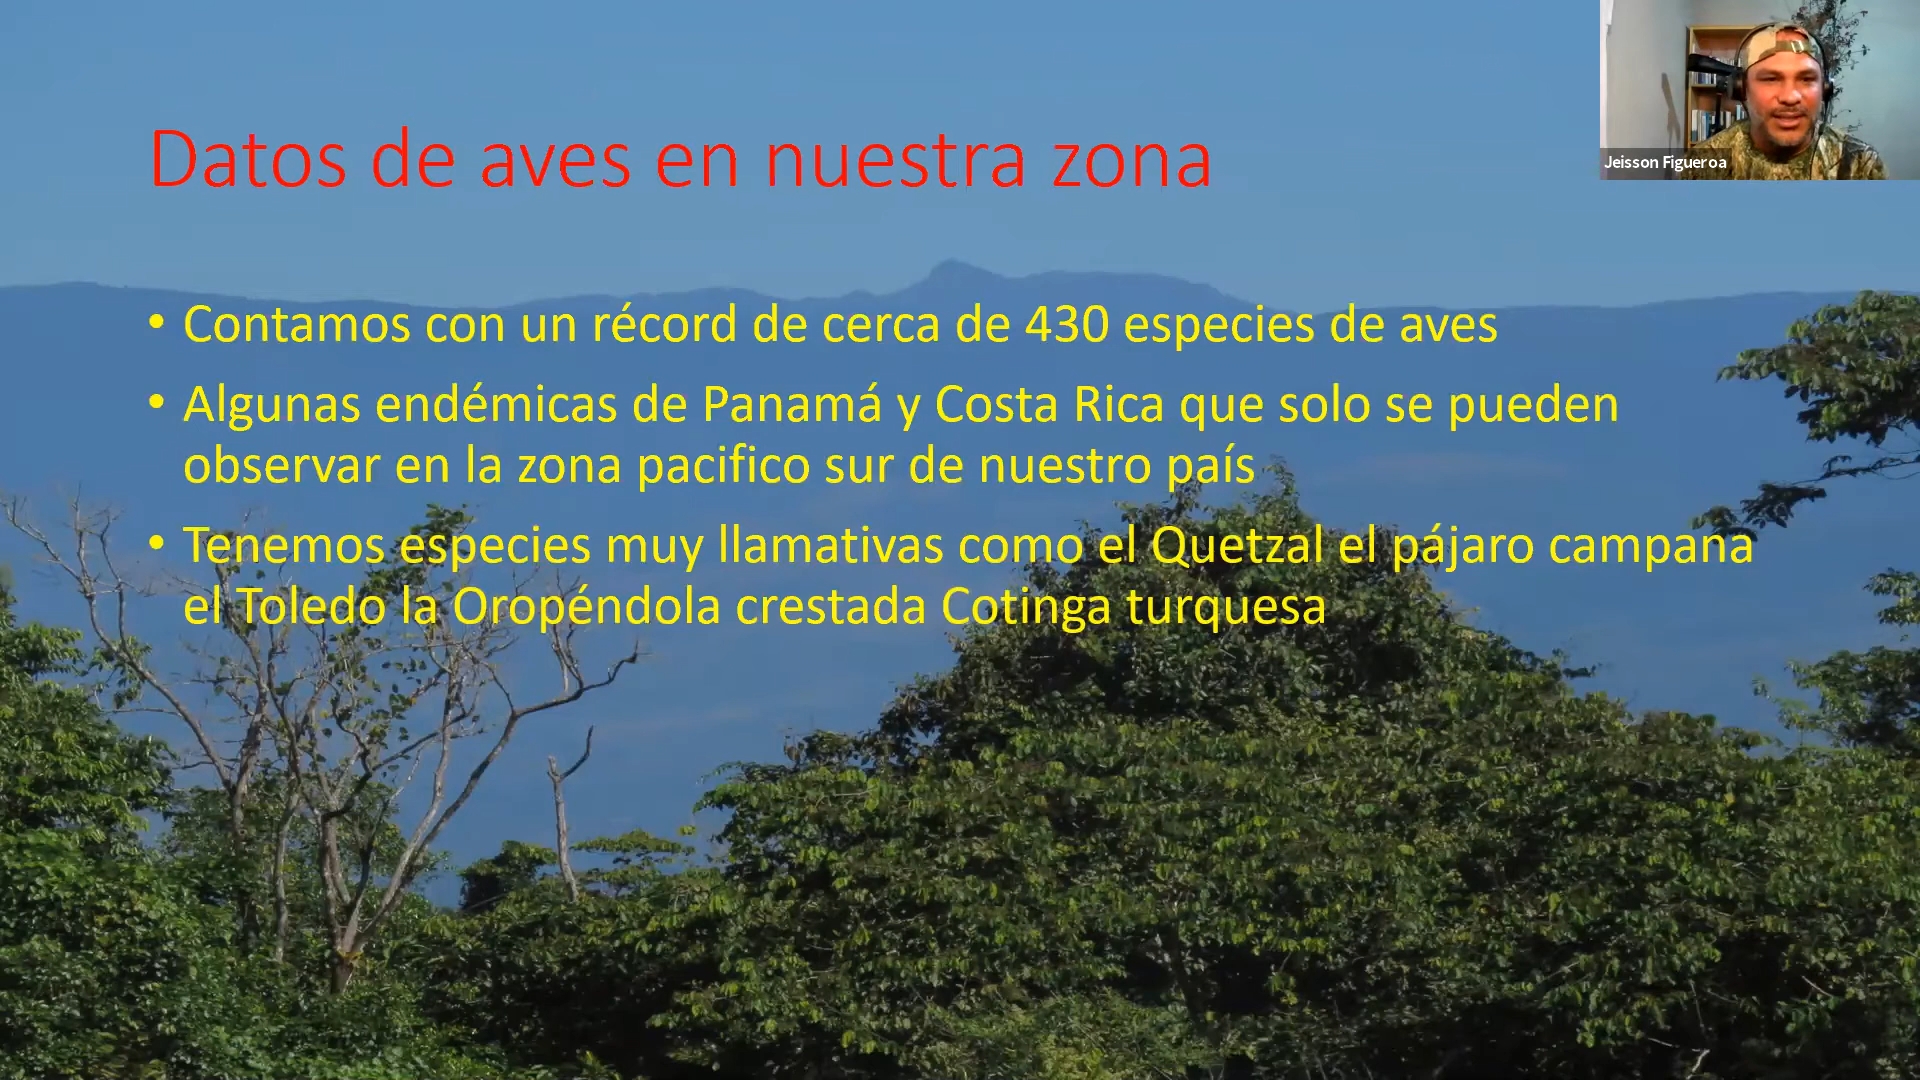 Datos de aves en nuestra zona
Jeisson Figueroa
• Contamos con un récord de cerca de 430 especies de aves
• Algunas endémicas de Panamá y Costa Rica que solo se pueden
observar en la zona pacifico sur de nuestro país
• Tenemos especies muy llamativas como el Quetzal el pájaro campana
el Toledo la Oropéndola crestada Cotinga turquesa